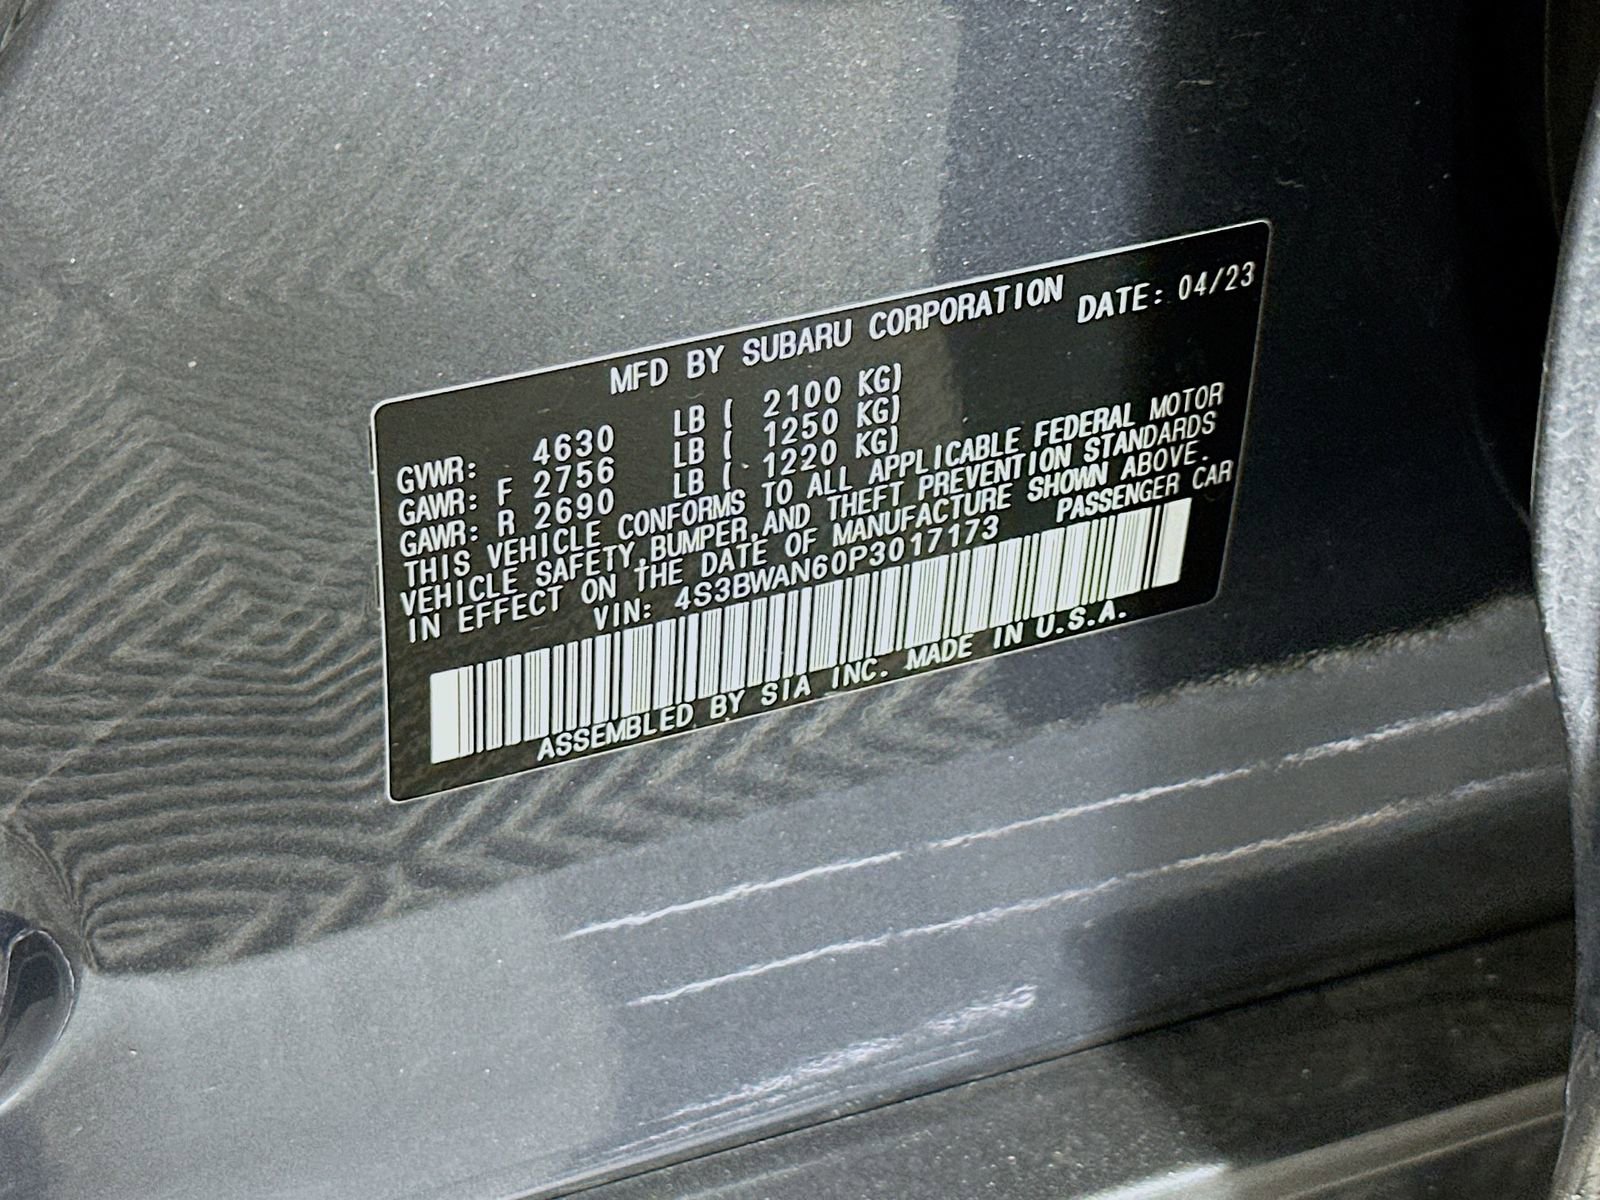 MFD BY SUBARU CORPORATION DATE: 04/23
GVWR: 4630 LB ( 2100 KG)
GAWR: F 2756 LB ( 1250 KG)
GAWR: R 2690 LB ( 1220 KG)
THIS VEHICLE CONFORMS TO ALL APPLICABLE FEDERAL MOTOR
VEHICLE SAFETY,BUMPER,AND THEFT PREVENTION STANDARDS
IN EFFECT ON THE DATE OF MANUFACTURE SHOWN ABOVE.
VIN: 4S3BWAN60P3017173 PASSENGER CAR
ASSEMBLED BY SIA INC. MADE IN U.S.A.